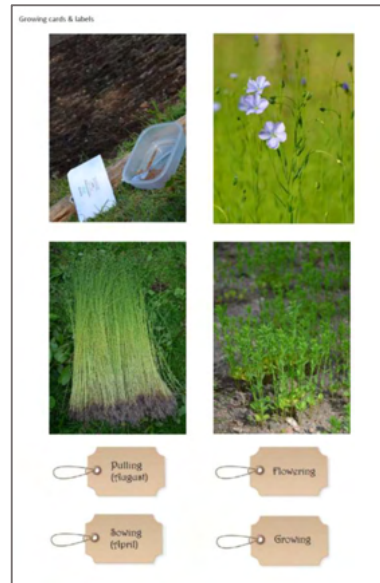 Growing cards & labels
Pulling
(August)
Flowering
Sowing
(April)
Growing